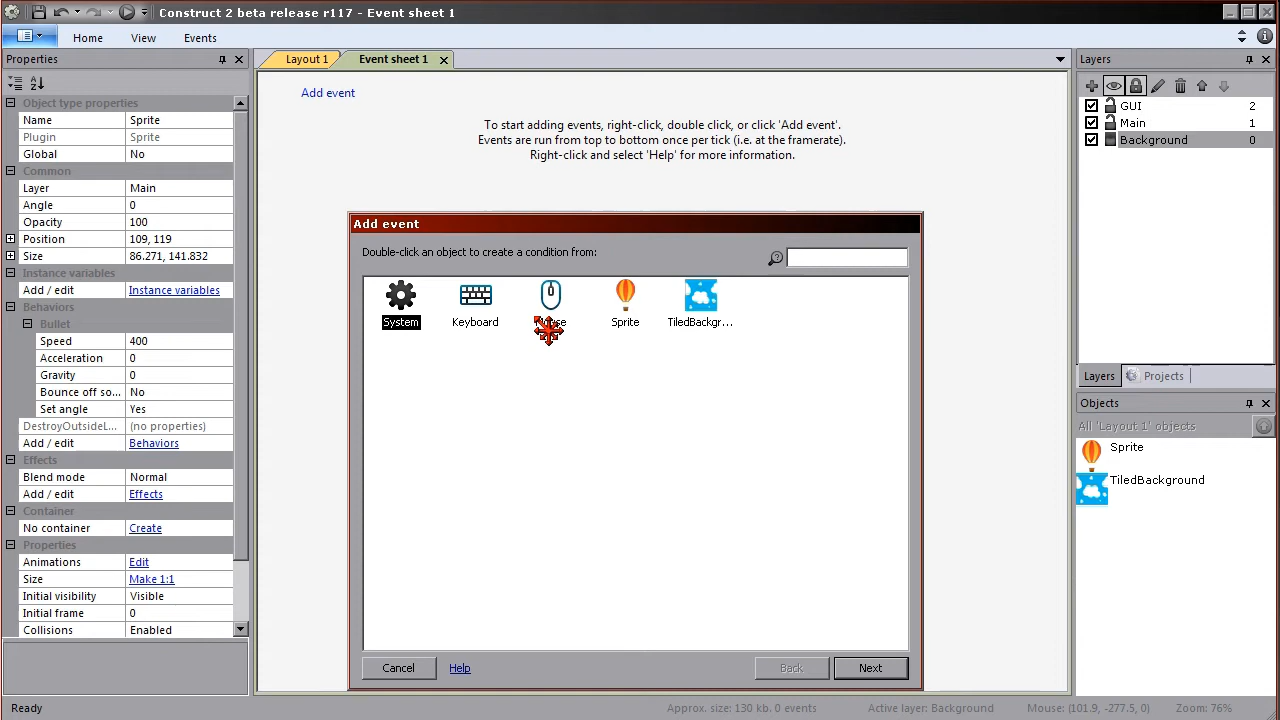 Construct 2 beta release r117 - Event sheet 1
Home View Events
Properties
Layout 1 Event sheet 1
Layers
Object type properties
Name Sprite
Plugin Sprite
Global No
Common
Layer Main
Angle 0
Opacity 100
Position 109, 119
Size 86.271, 141.832
Instance variables
Add / edit Instance variables
Behaviors
Bullet
Speed 400
Acceleration 0
Gravity 0
Bounce off so... No
Set angle Yes
DestroyOutsideL... (no properties)
Add / edit Behaviors
Effects
Blend mode Normal
Add / edit Effects
Container
No container Create
Properties
Animations Edit
Size Make 1:1
Initial visibility Visible
Initial frame 0
Collisions Enabled
Add event
To start adding events, right-click, double click, or click 'Add event'.
Events are run from top to bottom once per tick (i.e. at the framerate).
Right-click and select 'Help' for more information.
Add event
Double-click an object to create a condition from:
System Keyboard Sprite TiledBackgr...
Cancel Help Back Next
GUI 2
Main 1
Background 0
Layers Projects
Objects
All 'Layout 1' objects
Sprite
TiledBackground
Ready Approx. size: 130 kb. 0 events Active layer: Background Mouse: (101.9, -277.5, 0) Zoom: 76%